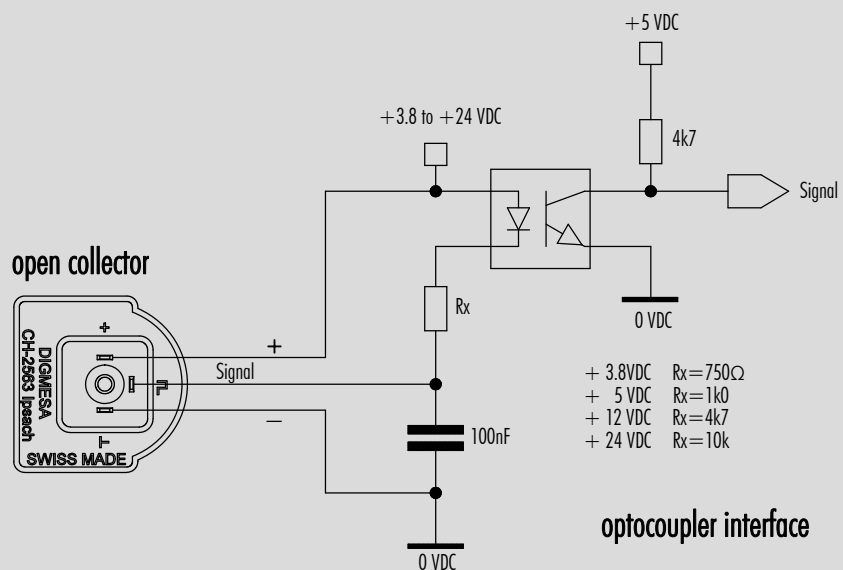 +5 VDC
+3.8 to +24 VDC
4k7
Signal
open collector
Rx
0 VDC
+
Signal
−
+
DIGMESA
CH-2563 Ipsach
SWISS MADE
100nF
+ 3.8VDC Rx=750Ω
+ 5 VDC Rx=1k0
+ 12 VDC Rx=4k7
+ 24 VDC Rx=10k
optocoupler interface
0 VDC